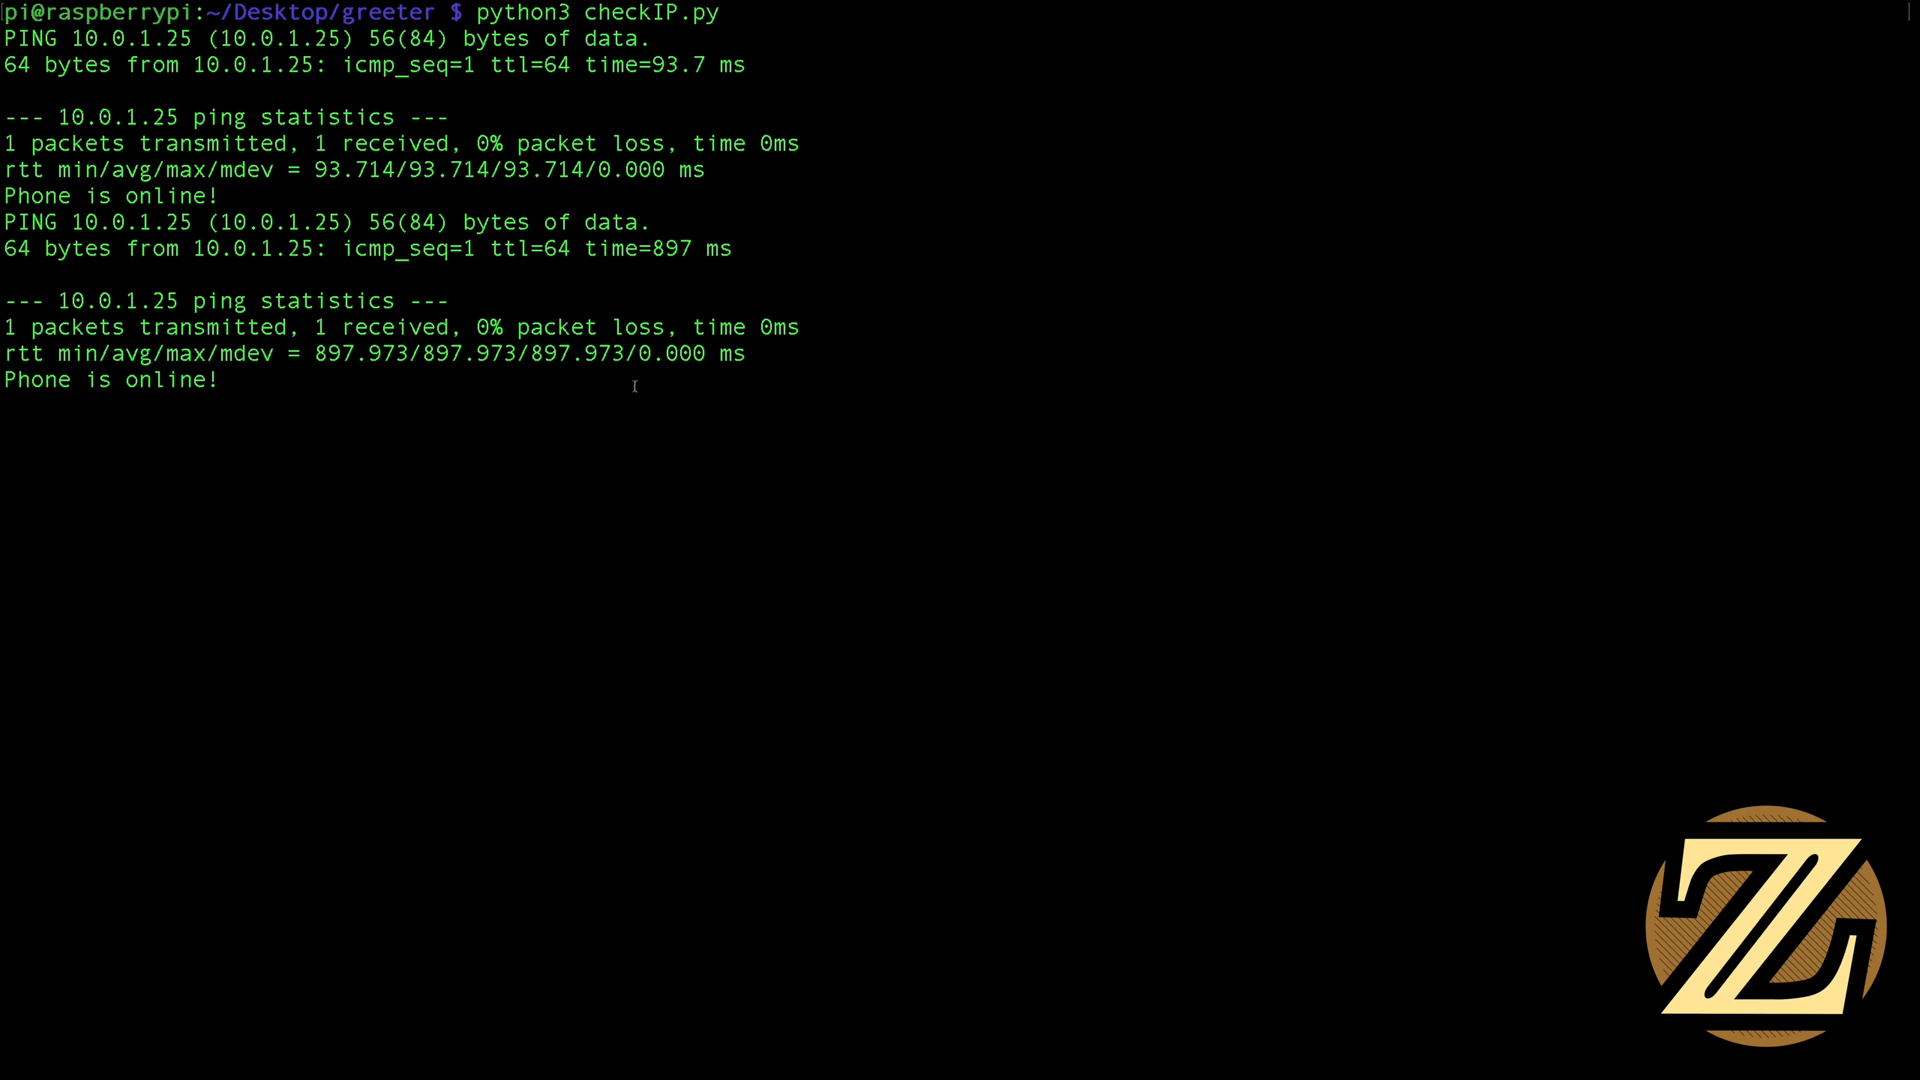 pi@raspberrypi:~/Desktop/greeter $ python3 checkIP.py
PING 10.0.1.25 (10.0.1.25) 56(84) bytes of data.
64 bytes from 10.0.1.25: icmp_seq=1 ttl=64 time=93.7 ms
--- 10.0.1.25 ping statistics ---
1 packets transmitted, 1 received, 0% packet loss, time 0ms
rtt min/avg/max/mdev = 93.714/93.714/93.714/0.000 ms
Phone is online!
PING 10.0.1.25 (10.0.1.25) 56(84) bytes of data.
64 bytes from 10.0.1.25: icmp_seq=1 ttl=64 time=897 ms
--- 10.0.1.25 ping statistics ---
1 packets transmitted, 1 received, 0% packet loss, time 0ms
rtt min/avg/max/mdev = 897.973/897.973/897.973/0.000 ms
Phone is online!
Z